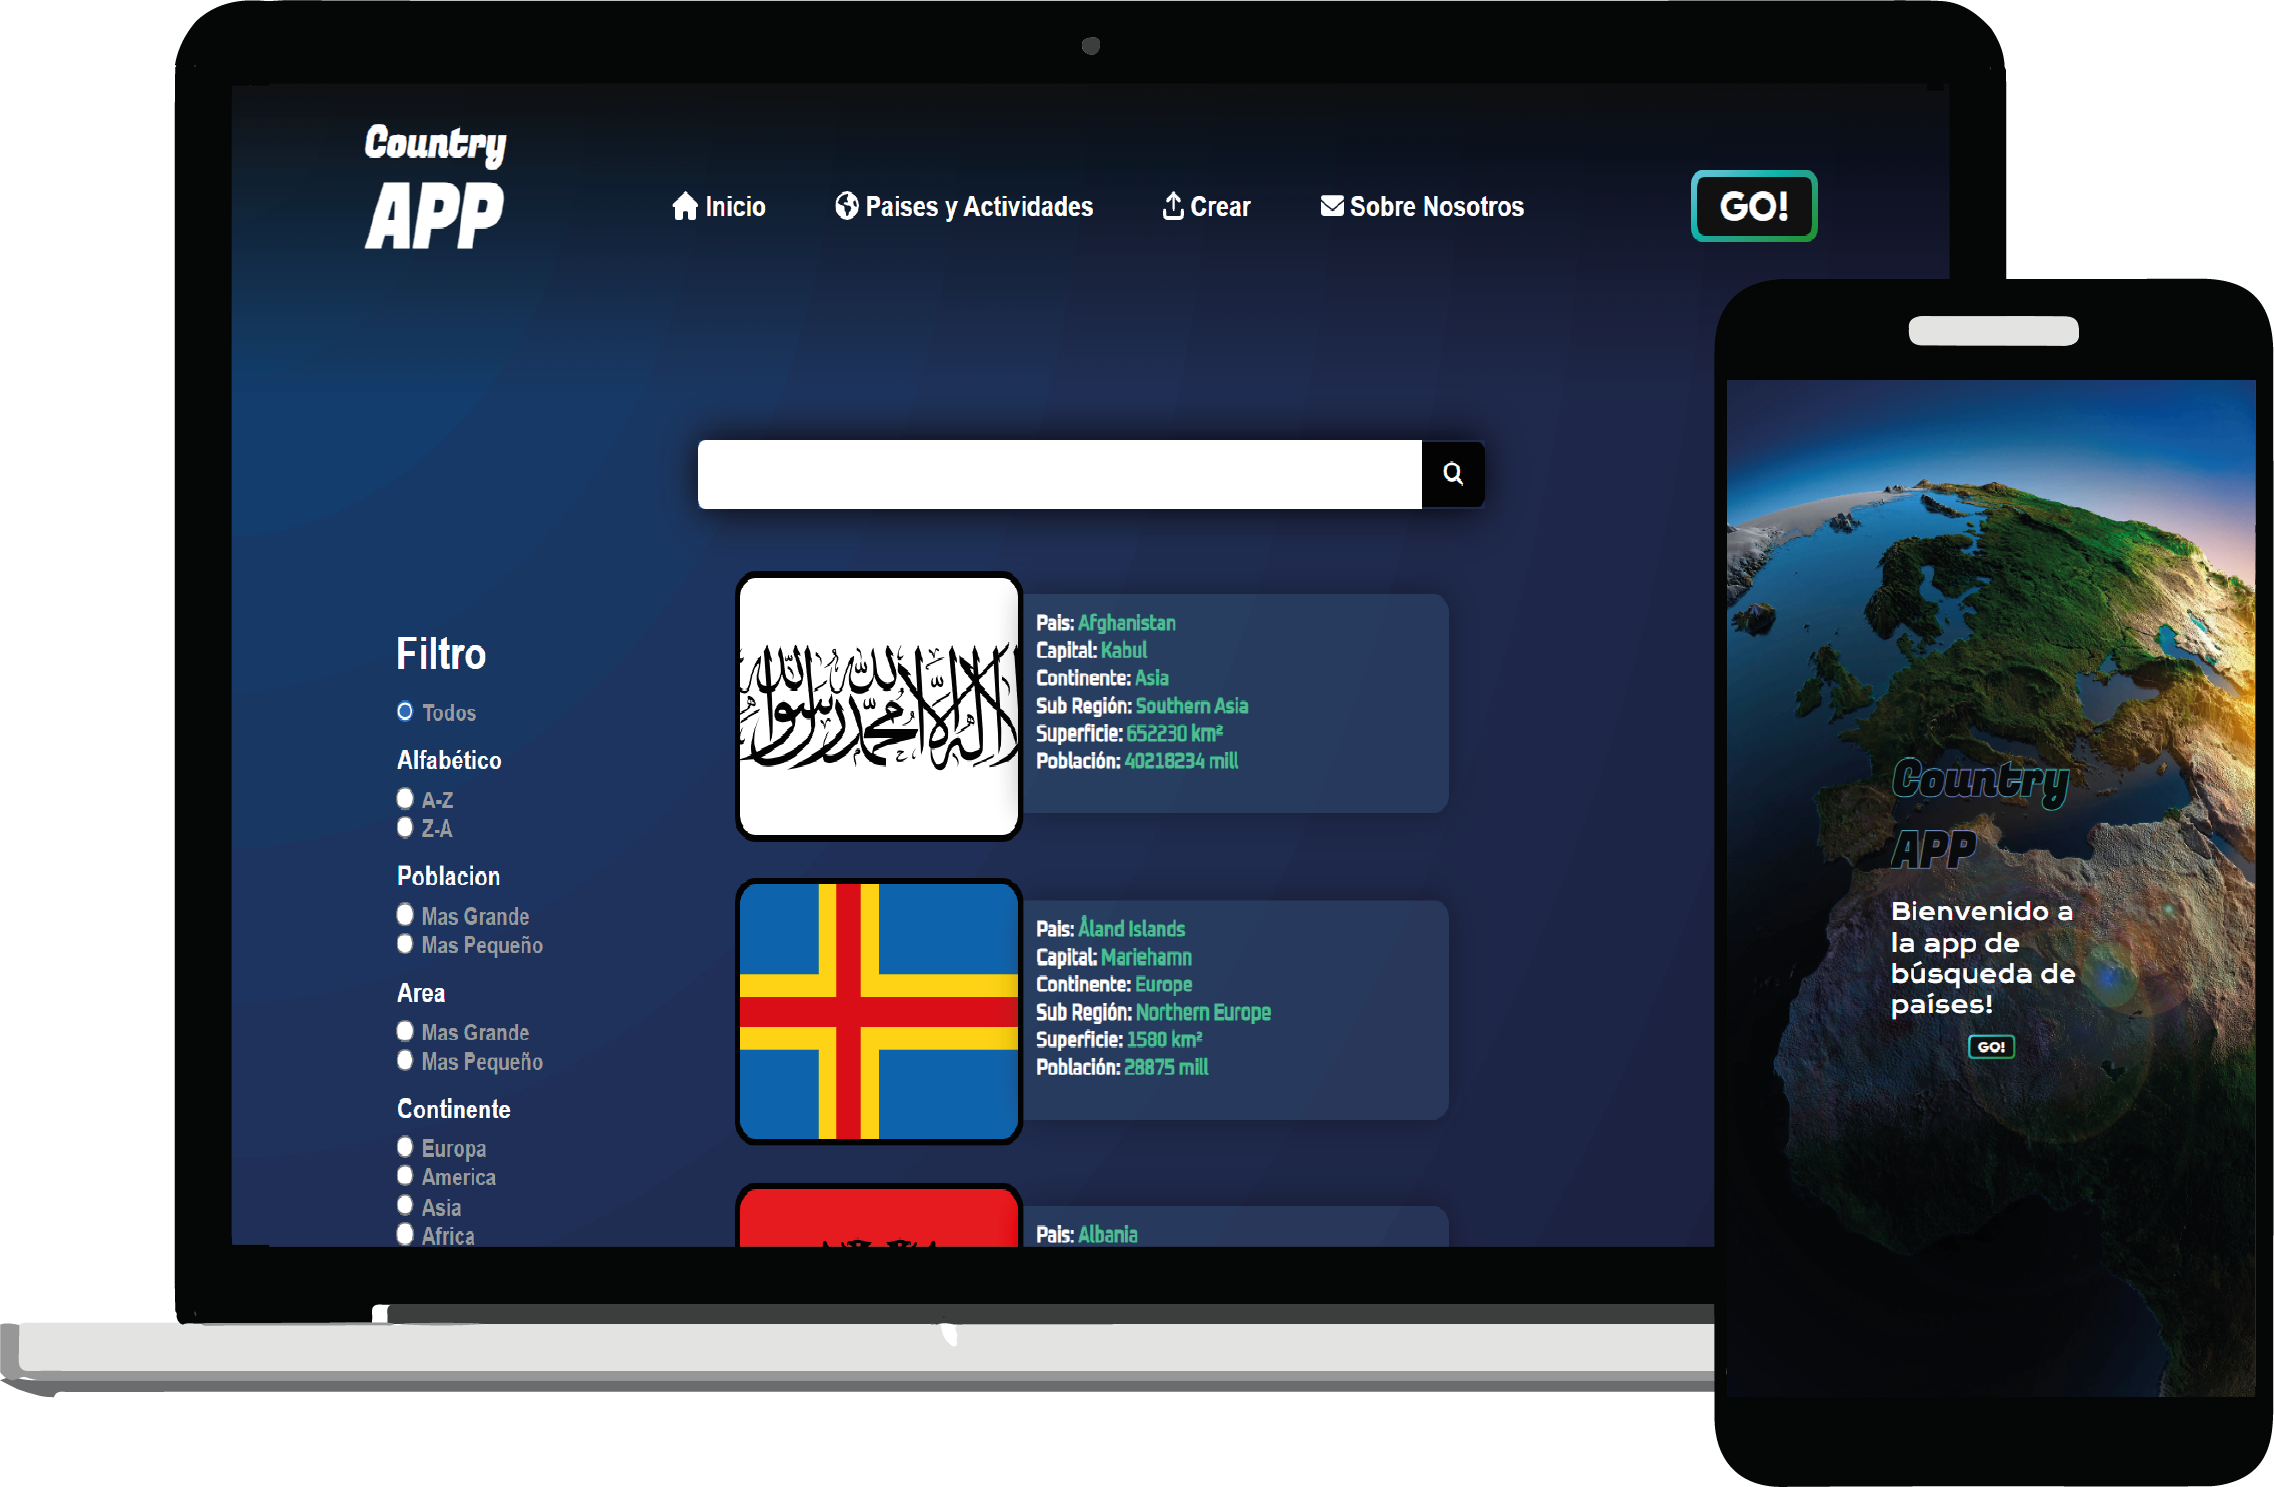 Country
APP
Inicio
Paises y Actividades
Crear
Sobre Nosotros
GO!
Filtro
Todos
Alfabético
A-Z
Z-A
Poblacion
Mas Grande
Mas Pequeño
Area
Mas Grande
Mas Pequeño
Continente
Europa
America
Asia
Africa
لا إله إلا الله محمد رسول الله
Pais: Afghanistan
Capital: Kabul
Continente: Asia
Sub Región: Southern Asia
Superficie: 652230 km²
Población: 40218234 mill
Pais: Åland Islands
Capital: Mariehamn
Continente: Europe
Sub Región: Northern Europe
Superficie: 1580 km²
Población: 28875 mill
Pais: Albania
Country
APP
Bienvenido a
la app de
búsqueda de
países!
GO!